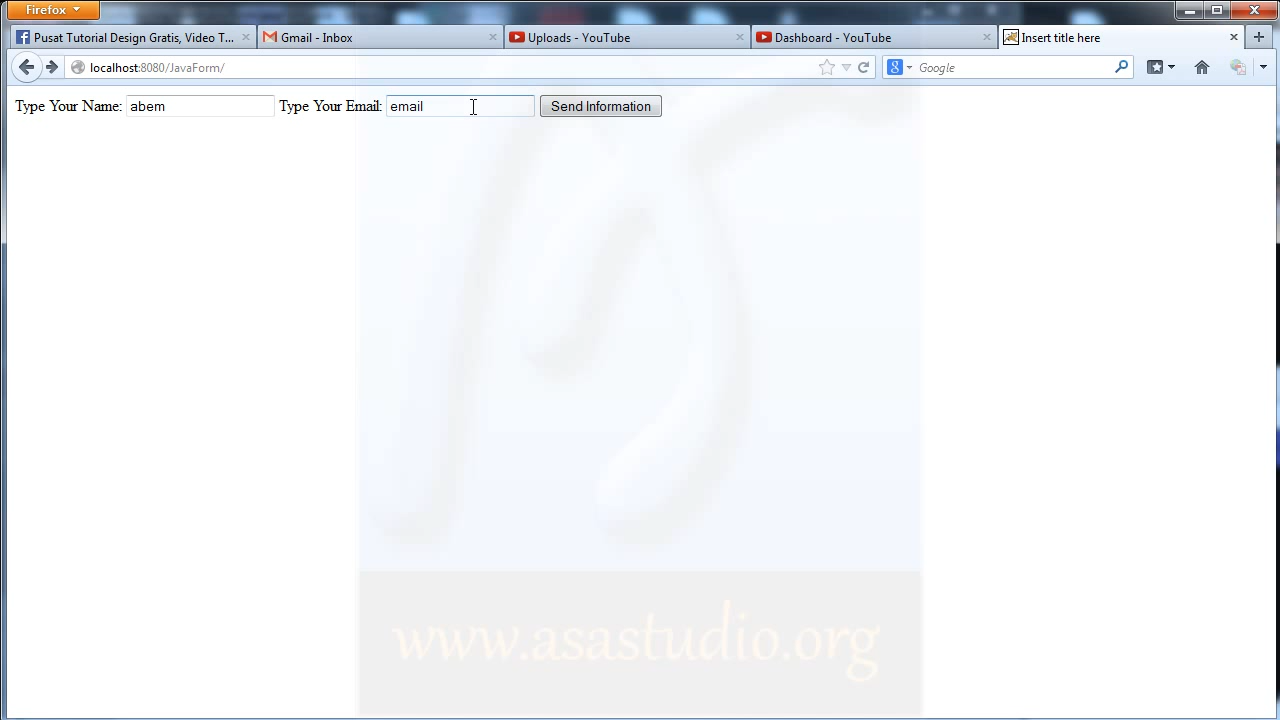 Firefox
Pusat Tutorial Design Gratis, Video T... Gmail - Inbox Uploads - YouTube Dashboard - YouTube Insert title here
localhost:8080/JavaForm/ Google
Type Your Name: abem Type Your Email: email Send Information
www.asastudio.org